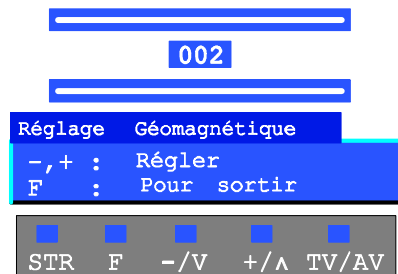 002
Réglage Géomagnétique
-,+ : Régler
F : Pour sortir
STR F -/V +/∧ TV/AV